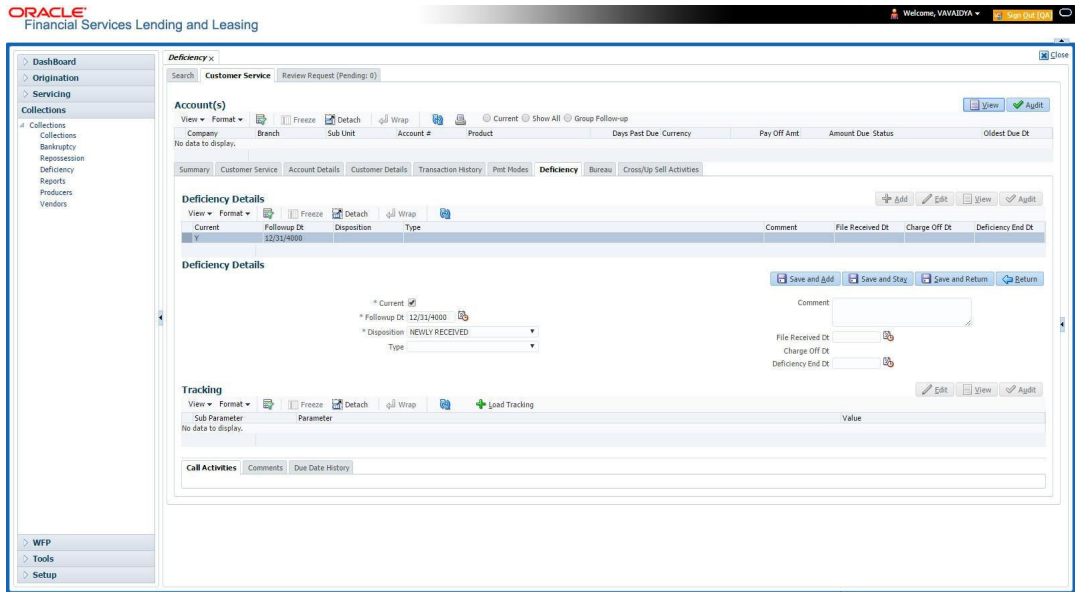 ORACLE
Financial Services Lending and Leasing
Welcome, VAVAIDYA
Sign Out (QA)
Close
DashBoard
Origination
Servicing
Collections
Collections
Collections
Bankruptcy
Repossession
Deficiency
Reports
Producers
Vendors
WFP
Tools
Setup
Deficiency x
Search Customer Service Review Request (Pending: 0)
Account(s)
View Audit
View Format Freeze Detach Wrap Current Show All Group Follow-up
Company Branch Sub Unit Account # Product Days Past Due Currency Pay Off Amt Amount Due Status Oldest Due Dt
No data to display.
Summary Customer Service Account Details Customer Details Transaction History Pmt Modes Deficiency Bureau Cross/Up Sell Activities
Deficiency Details
Add Edit View Audit
View Format Freeze Detach Wrap
Current Followup Dt Disposition Type Comment File Received Dt Charge Off Dt Deficiency End Dt
Y 12/31/4000
Deficiency Details
Save and Add Save and Stay Save and Return Return
* Current
* Followup Dt 12/31/4000
* Disposition NEWLY RECEIVED
Type
Comment
File Received Dt
Charge Off Dt
Deficiency End Dt
Tracking
Edit View Audit
View Format Freeze Detach Wrap Load Tracking
Sub Parameter Parameter Value
No data to display.
Call Activities Comments Due Date History